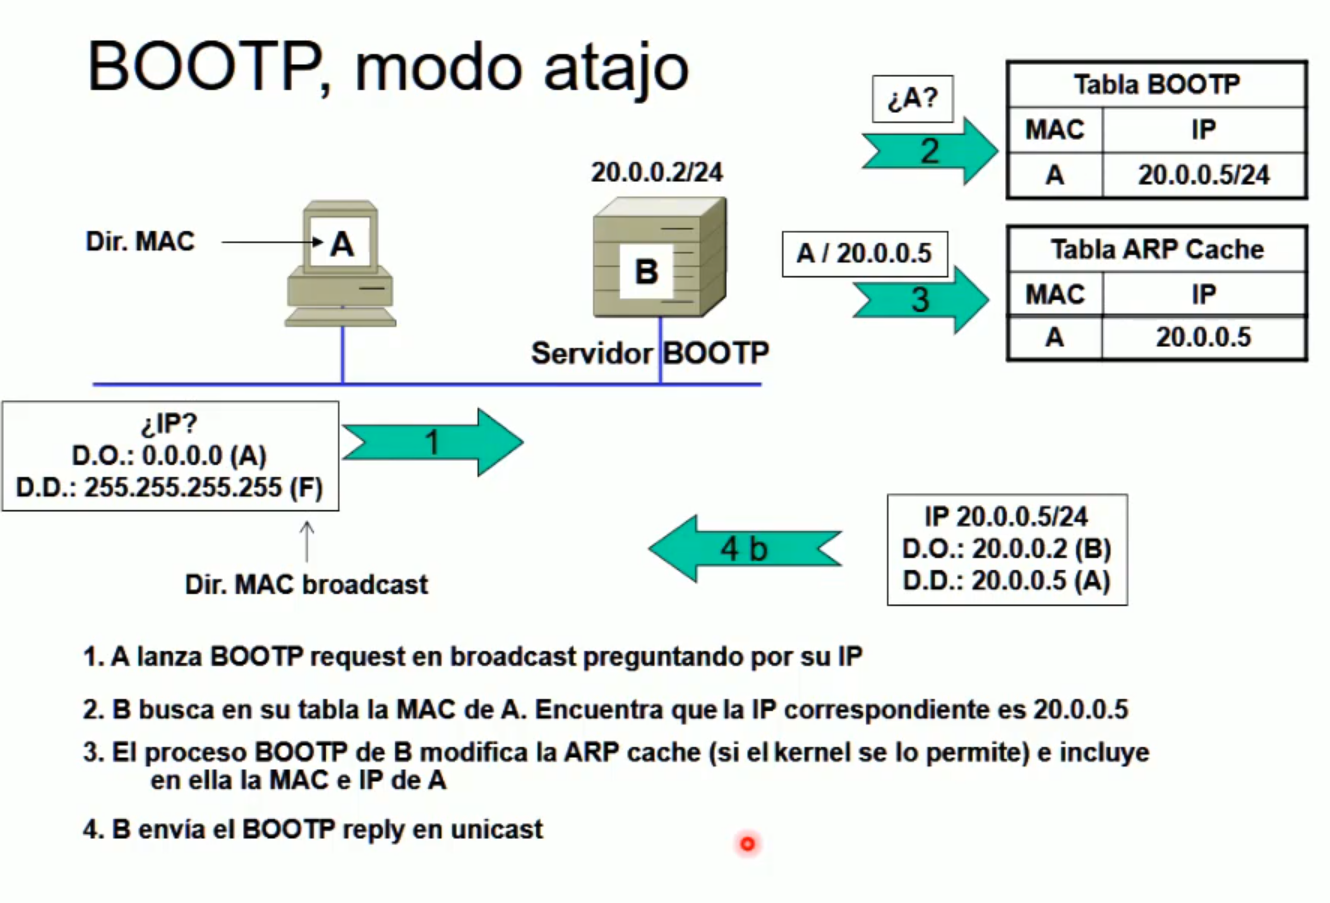 BOOTP, modo atajo
¿A?
2
Tabla BOOTP
MAC IP
A 20.0.0.5/24
20.0.0.2/24
Dir. MAC
A
B
Servidor BOOTP
A / 20.0.0.5
3
Tabla ARP Cache
MAC IP
A 20.0.0.5
¿IP?
D.O.: 0.0.0.0 (A)
D.D.: 255.255.255.255 (F)
1
Dir. MAC broadcast
4 b
IP 20.0.0.5/24
D.O.: 20.0.0.2 (B)
D.D.: 20.0.0.5 (A)
1. A lanza BOOTP request en broadcast preguntando por su IP
2. B busca en su tabla la MAC de A. Encuentra que la IP correspondiente es 20.0.0.5
3. El proceso BOOTP de B modifica la ARP cache (si el kernel se lo permite) e incluye
en ella la MAC e IP de A
4. B envía el BOOTP reply en unicast